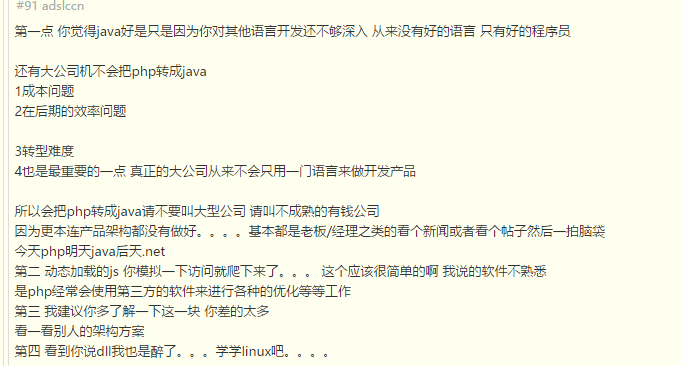 #91 adslccn
第一点 你觉得java好是只是因为你对其他语言开发还不够深入 从来没有好的语言 只有好的程序员
还有大公司机不会把php转成java
1成本问题
2在后期的效率问题
3转型难度
4也是最重要的一点 真正的大公司从来不会只用一门语言来做开发产品
所以会把php转成java请不要叫大型公司 请叫不成熟的有钱公司
因为更本连产品架构都没有做好。。。。基本都是老板/经理之类的看个新闻或者看个帖子然后一拍脑袋
今天php明天java后天.net
第二 动态加载的js 你模拟一下访问就爬下来了。。。 这个应该很简单的啊 我说的软件不熟悉
是php经常会使用第三方的软件来进行各种的优化等等工作
第三 我建议你多了解一下这一块 你差的太多
看一看别人的架构方案
第四 看到你说dll我也是醉了。。。学学linux吧。。。。